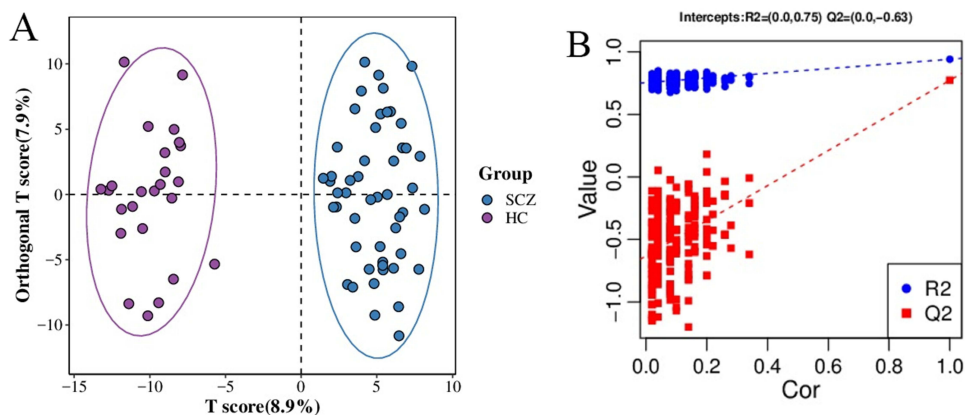 A
Orthogonal T score(7.9%)
10
5
0
−5
−10
−15
−10
−5
0
5
10
T score(8.9%)
Group
SCZ
HC
B
Intercepts:R2=(0.0,0.75) Q2=(0.0,−0.63)
Value
1.0
0.5
0.0
−0.5
−1.0
0.0
0.2
0.4
0.6
0.8
1.0
Cor
R2
Q2